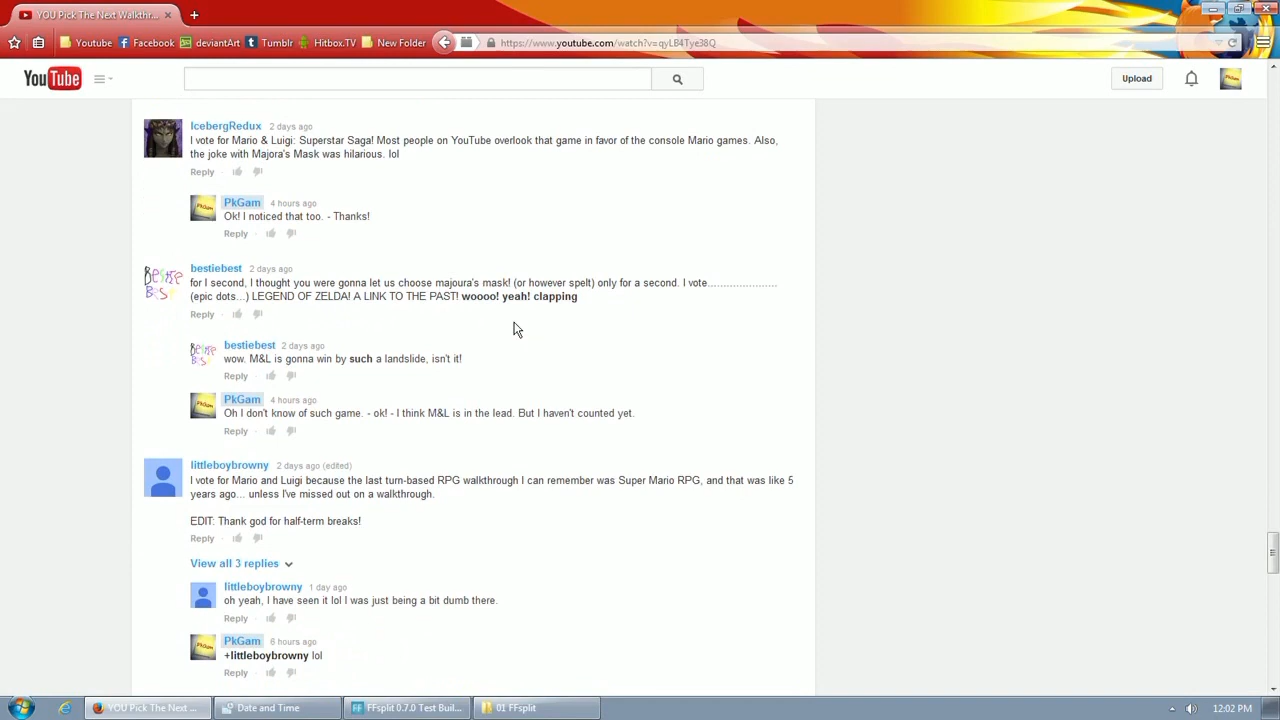 YOU Pick The Next Walkthr...
Youtube
Facebook
deviantArt
Tumblr
Hitbox.TV
New Folder
https://www.youtube.com/watch?v=qyLB4Tye38Q
YouTube
Upload
IcebergRedux 2 days ago
I vote for Mario & Luigi: Superstar Saga! Most people on YouTube overlook that game in favor of the console Mario games. Also,
the joke with Majora's Mask was hilarious. lol
Reply
PkGam 4 hours ago
Ok! I noticed that too. - Thanks!
Reply
Bestie
Best
bestiebest 2 days ago
for I second, I thought you were gonna let us choose majoura's mask! (or however spelt) only for a second. I vote......................
(epic dots...) LEGEND OF ZELDA! A LINK TO THE PAST! woooo! yeah! clapping
Reply
bestiebest 2 days ago
wow. M&L is gonna win by such a landslide, isn't it!
Reply
PkGam 4 hours ago
Oh I don't know of such game. - ok! - I think M&L is in the lead. But I haven't counted yet.
Reply
littleboybrowny 2 days ago (edited)
I vote for Mario and Luigi because the last turn-based RPG walkthrough I can remember was Super Mario RPG, and that was like 5
years ago... unless I've missed out on a walkthrough.
EDIT: Thank god for half-term breaks!
Reply
View all 3 replies
littleboybrowny 1 day ago
oh yeah, I have seen it lol I was just being a bit dumb there.
Reply
PkGam 6 hours ago
+littleboybrowny lol
Reply
YOU Pick The Next ...
Date and Time
FFsplit 0.7.0 Test Buil...
01 FFsplit
12:02 PM